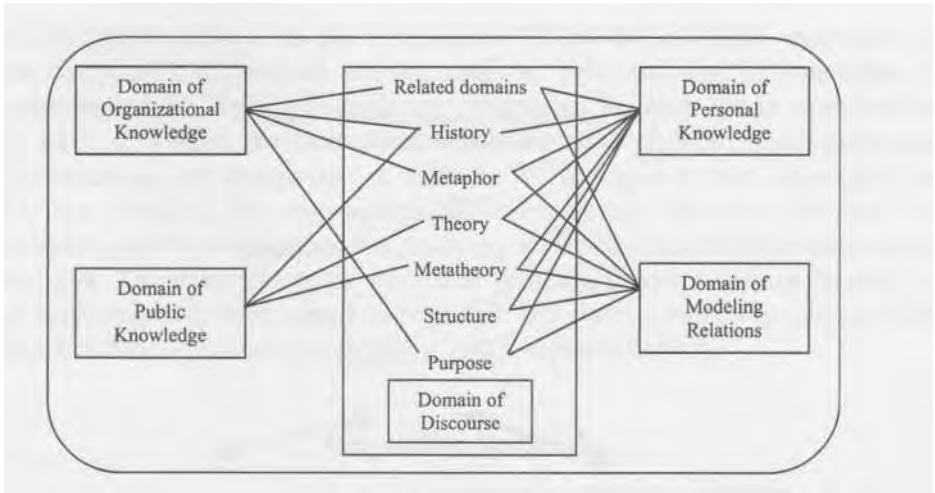 Domain of
Organizational
Knowledge
Related domains
History
Metaphor
Theory
Metatheory
Structure
Purpose
Domain of
Discourse
Domain of
Personal
Knowledge
Domain of
Public
Knowledge
Domain of
Modeling
Relations